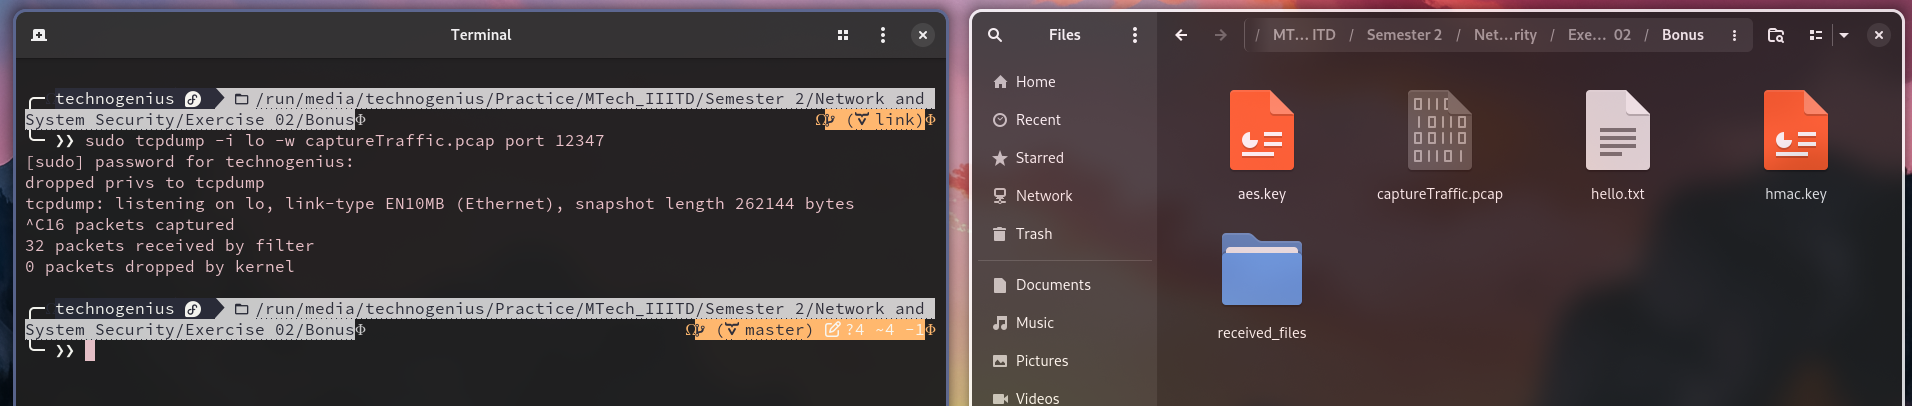 Terminal
technogenius /run/media/technogenius/Practice/MTech_IIITD/Semester 2/Network and
System Security/Exercise 02/Bonus (link)
❯❯ sudo tcpdump -i lo -w captureTraffic.pcap port 12347
[sudo] password for technogenius:
dropped privs to tcpdump
tcpdump: listening on lo, link-type EN10MB (Ethernet), snapshot length 262144 bytes
^C16 packets captured
32 packets received by filter
0 packets dropped by kernel
technogenius /run/media/technogenius/Practice/MTech_IIITD/Semester 2/Network and
System Security/Exercise 02/Bonus (master) ?4 ~4 -1
❯❯
Files
/ MT… ITD / Semester 2 / Net…rity / Exe… 02 / Bonus
Home
Recent
Starred
Network
Trash
Documents
Music
Pictures
Videos
aes.key
captureTraffic.pcap
hello.txt
hmac.key
received_files